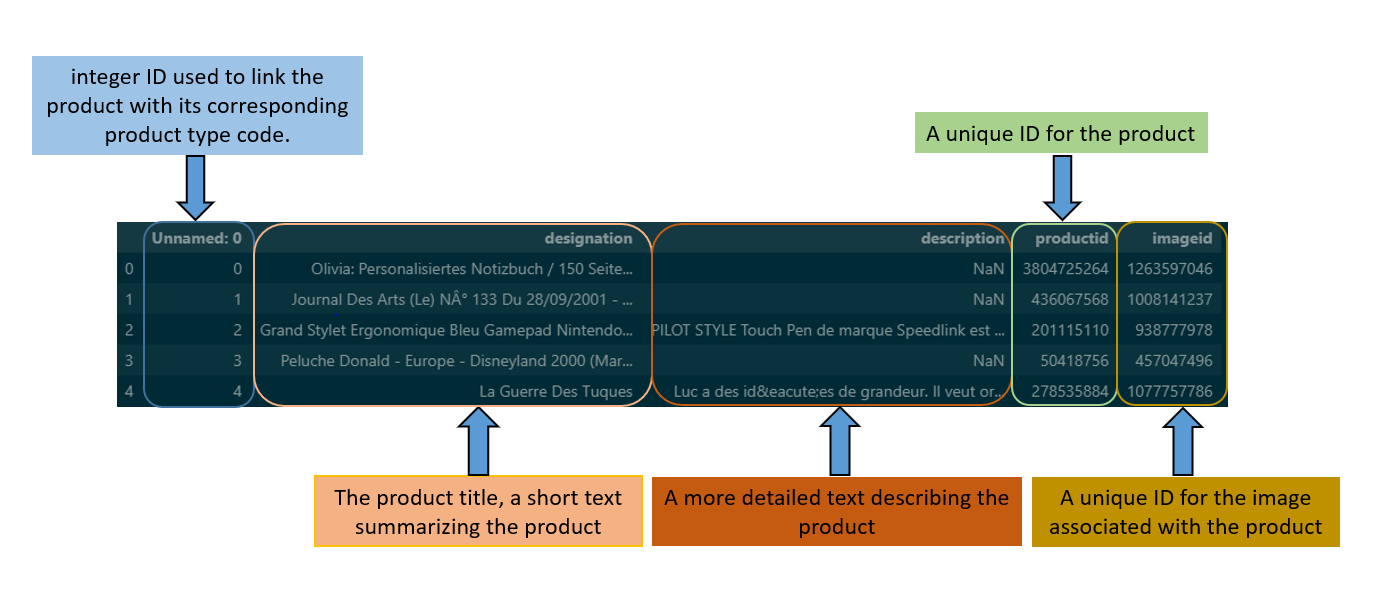 integer ID used to link the
product with its corresponding
product type code.
A unique ID for the product
Unnamed: 0 designation description productid imageid
0 0 Olivia: Personalisiertes Notizbuch / 150 Seite... NaN 3804725264 1263597046
1 1 Journal Des Arts (Le) NÂ° 133 Du 28/09/2001 - ... NaN 436067568 1008141237
2 2 Grand Stylet Ergonomique Bleu Gamepad Nintendo... PILOT STYLE Touch Pen de marque Speedlink est ... 201115110 938777978
3 3 Peluche Donald - Europe - Disneyland 2000 (Mar... NaN 50418756 457047496
4 4 La Guerre Des Tuques Luc a des id&eacute;es de grandeur. Il veut or... 278535884 1077757786
The product title, a short text
summarizing the product
A more detailed text describing the
product
A unique ID for the image
associated with the product